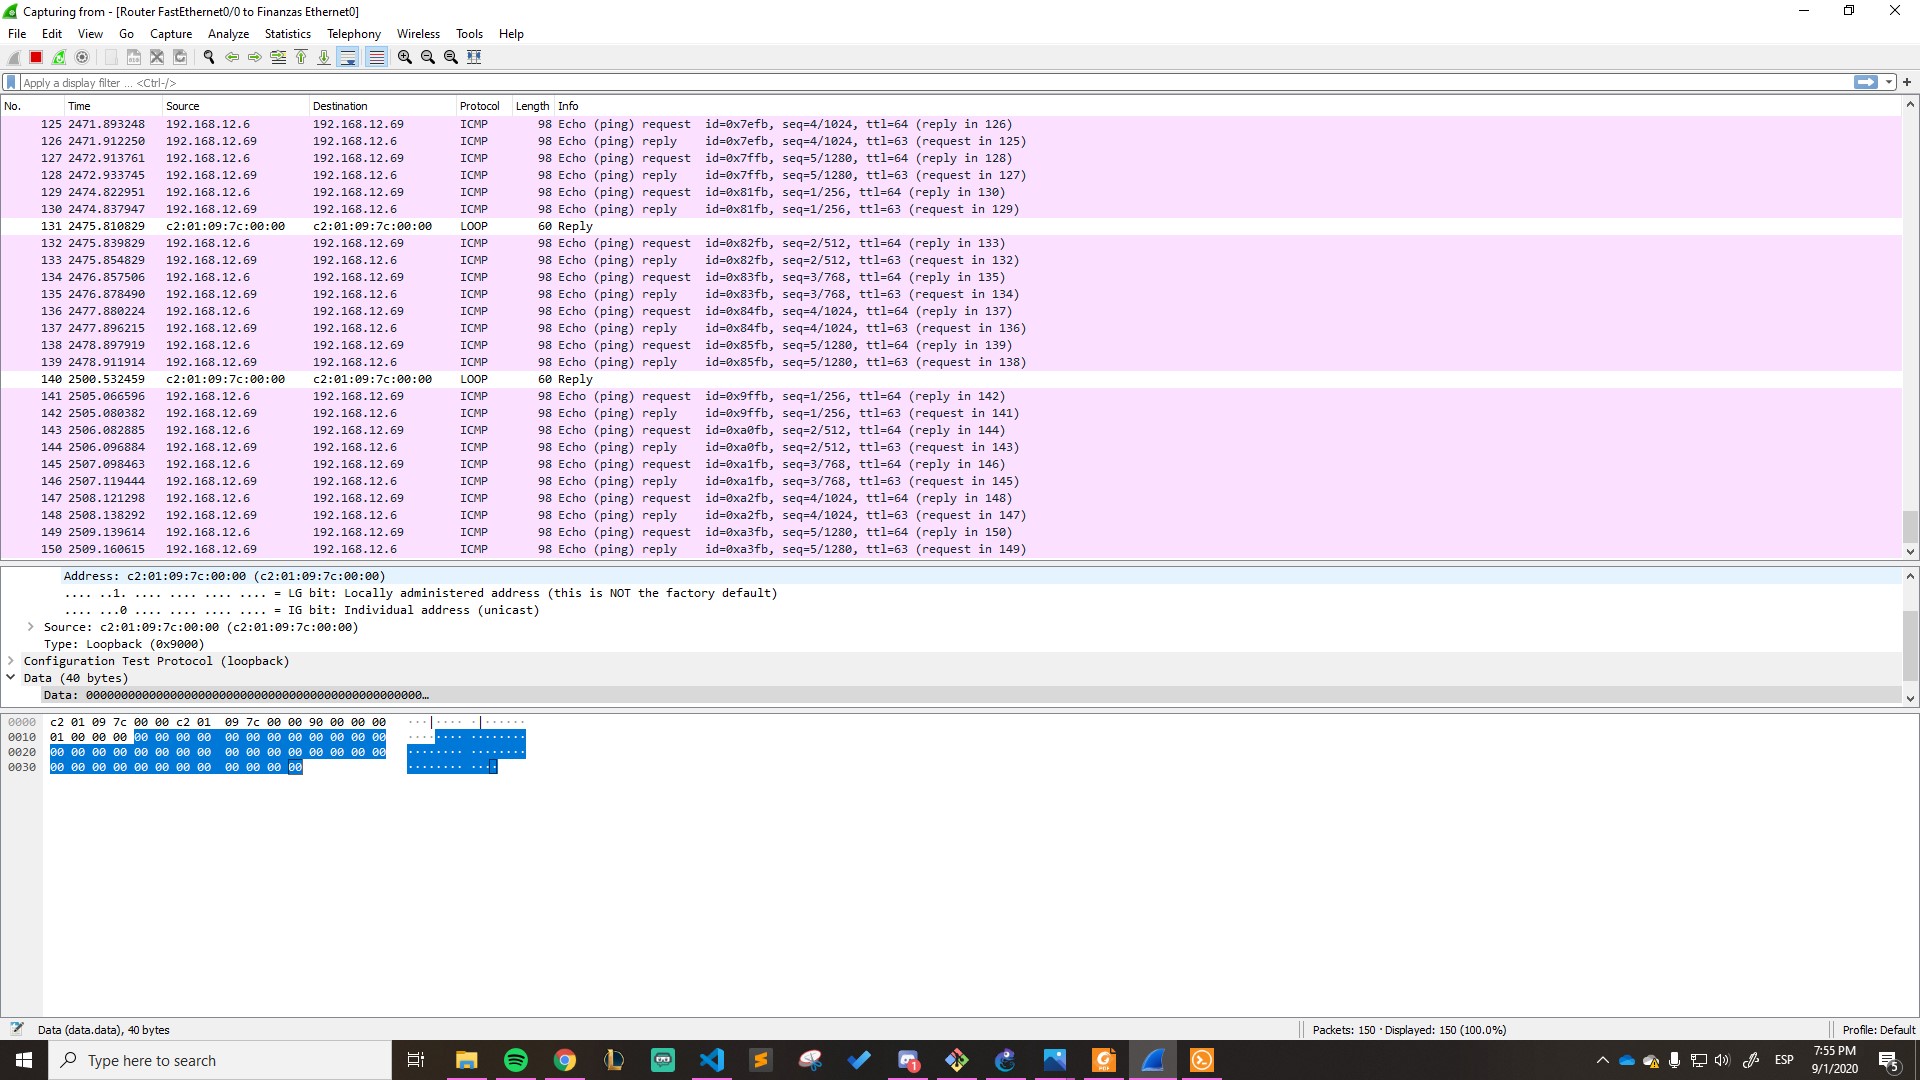 Capturing from - [Router FastEthernet0/0 to Finanzas Ethernet0]
File Edit View Go Capture Analyze Statistics Telephony Wireless Tools Help
Apply a display filter ... <Ctrl-/>
No. Time Source Destination Protocol Length Info
125 2471.893248 192.168.12.6 192.168.12.69 ICMP 98 Echo (ping) request id=0x7efb, seq=4/1024, ttl=64 (reply in 126)
126 2471.912250 192.168.12.69 192.168.12.6 ICMP 98 Echo (ping) reply id=0x7efb, seq=4/1024, ttl=63 (request in 125)
127 2472.913761 192.168.12.6 192.168.12.69 ICMP 98 Echo (ping) request id=0x7ffb, seq=5/1280, ttl=64 (reply in 128)
128 2472.933745 192.168.12.69 192.168.12.6 ICMP 98 Echo (ping) reply id=0x7ffb, seq=5/1280, ttl=63 (request in 127)
129 2474.822951 192.168.12.6 192.168.12.69 ICMP 98 Echo (ping) request id=0x81fb, seq=1/256, ttl=64 (reply in 130)
130 2474.837947 192.168.12.69 192.168.12.6 ICMP 98 Echo (ping) reply id=0x81fb, seq=1/256, ttl=63 (request in 129)
131 2475.810829 c2:01:09:7c:00:00 c2:01:09:7c:00:00 LOOP 60 Reply
132 2475.839829 192.168.12.6 192.168.12.69 ICMP 98 Echo (ping) request id=0x82fb, seq=2/512, ttl=64 (reply in 133)
133 2475.854829 192.168.12.69 192.168.12.6 ICMP 98 Echo (ping) reply id=0x82fb, seq=2/512, ttl=63 (request in 132)
134 2476.857506 192.168.12.6 192.168.12.69 ICMP 98 Echo (ping) request id=0x83fb, seq=3/768, ttl=64 (reply in 135)
135 2476.878490 192.168.12.69 192.168.12.6 ICMP 98 Echo (ping) reply id=0x83fb, seq=3/768, ttl=63 (request in 134)
136 2477.880224 192.168.12.6 192.168.12.69 ICMP 98 Echo (ping) request id=0x84fb, seq=4/1024, ttl=64 (reply in 137)
137 2477.896215 192.168.12.69 192.168.12.6 ICMP 98 Echo (ping) reply id=0x84fb, seq=4/1024, ttl=63 (request in 136)
138 2478.897919 192.168.12.6 192.168.12.69 ICMP 98 Echo (ping) request id=0x85fb, seq=5/1280, ttl=64 (reply in 139)
139 2478.911914 192.168.12.69 192.168.12.6 ICMP 98 Echo (ping) reply id=0x85fb, seq=5/1280, ttl=63 (request in 138)
140 2500.532459 c2:01:09:7c:00:00 c2:01:09:7c:00:00 LOOP 60 Reply
141 2505.066596 192.168.12.6 192.168.12.69 ICMP 98 Echo (ping) request id=0x9ffb, seq=1/256, ttl=64 (reply in 142)
142 2505.080382 192.168.12.69 192.168.12.6 ICMP 98 Echo (ping) reply id=0x9ffb, seq=1/256, ttl=63 (request in 141)
143 2506.082885 192.168.12.6 192.168.12.69 ICMP 98 Echo (ping) request id=0xa0fb, seq=2/512, ttl=64 (reply in 144)
144 2506.096884 192.168.12.69 192.168.12.6 ICMP 98 Echo (ping) reply id=0xa0fb, seq=2/512, ttl=63 (request in 143)
145 2507.098463 192.168.12.6 192.168.12.69 ICMP 98 Echo (ping) request id=0xa1fb, seq=3/768, ttl=64 (reply in 146)
146 2507.119444 192.168.12.69 192.168.12.6 ICMP 98 Echo (ping) reply id=0xa1fb, seq=3/768, ttl=63 (request in 145)
147 2508.121298 192.168.12.6 192.168.12.69 ICMP 98 Echo (ping) request id=0xa2fb, seq=4/1024, ttl=64 (reply in 148)
148 2508.138292 192.168.12.69 192.168.12.6 ICMP 98 Echo (ping) reply id=0xa2fb, seq=4/1024, ttl=63 (request in 147)
149 2509.139614 192.168.12.6 192.168.12.69 ICMP 98 Echo (ping) request id=0xa3fb, seq=5/1280, ttl=64 (reply in 150)
150 2509.160615 192.168.12.69 192.168.12.6 ICMP 98 Echo (ping) reply id=0xa3fb, seq=5/1280, ttl=63 (request in 149)
Address: c2:01:09:7c:00:00 (c2:01:09:7c:00:00)
.... ..1. .... .... .... .... = LG bit: Locally administered address (this is NOT the factory default)
.... ...0 .... .... .... .... = IG bit: Individual address (unicast)
Source: c2:01:09:7c:00:00 (c2:01:09:7c:00:00)
Type: Loopback (0x9000)
Configuration Test Protocol (loopback)
Data (40 bytes)
Data: 000000000000000000000000000000000000000000000000…
0000 c2 01 09 7c 00 00 c2 01 09 7c 00 00 90 00 00 00 ···|···· ·|······
0010 01 00 00 00 00 00 00 00 00 00 00 00 00 00 00 00 ········ ········
0020 00 00 00 00 00 00 00 00 00 00 00 00 00 00 00 00 ········ ········
0030 00 00 00 00 00 00 00 00 00 00 00 00 ········ ····
Data (data.data), 40 bytes Packets: 150 · Displayed: 150 (100.0%) Profile: Default
Type here to search
1
ESP
7:55 PM
9/1/2020
5